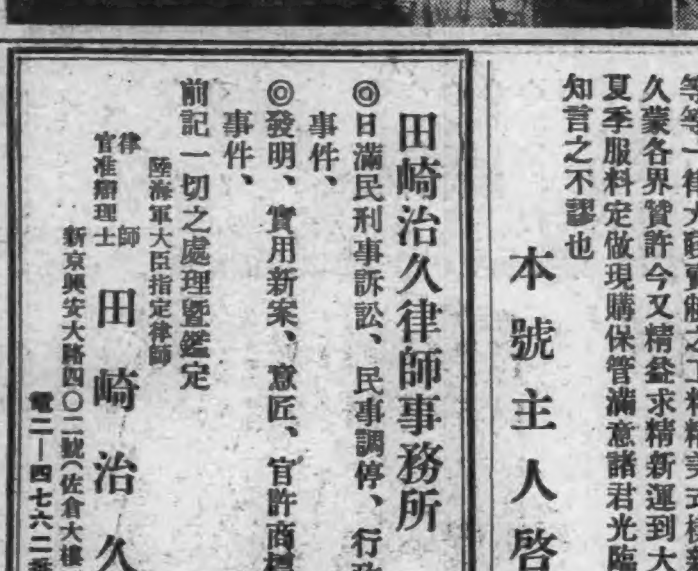 久蒙各界贊許今又精益求精新運到大
夏季服料定做現購保管滿意諸君光臨
知言之不謬也
本號主人啓
田崎治久律師事務所
◎日滿民刑事訴訟、民事調停、行政
事件、
◎發明、實用新案、意匠、官許商標
事件、
前記一切之處理暨鑑定
陸海軍大臣指定律師
律師
官准辯理士
田崎治久
新京興安大路四〇二號(佐倉大樓
電二—四七六二番